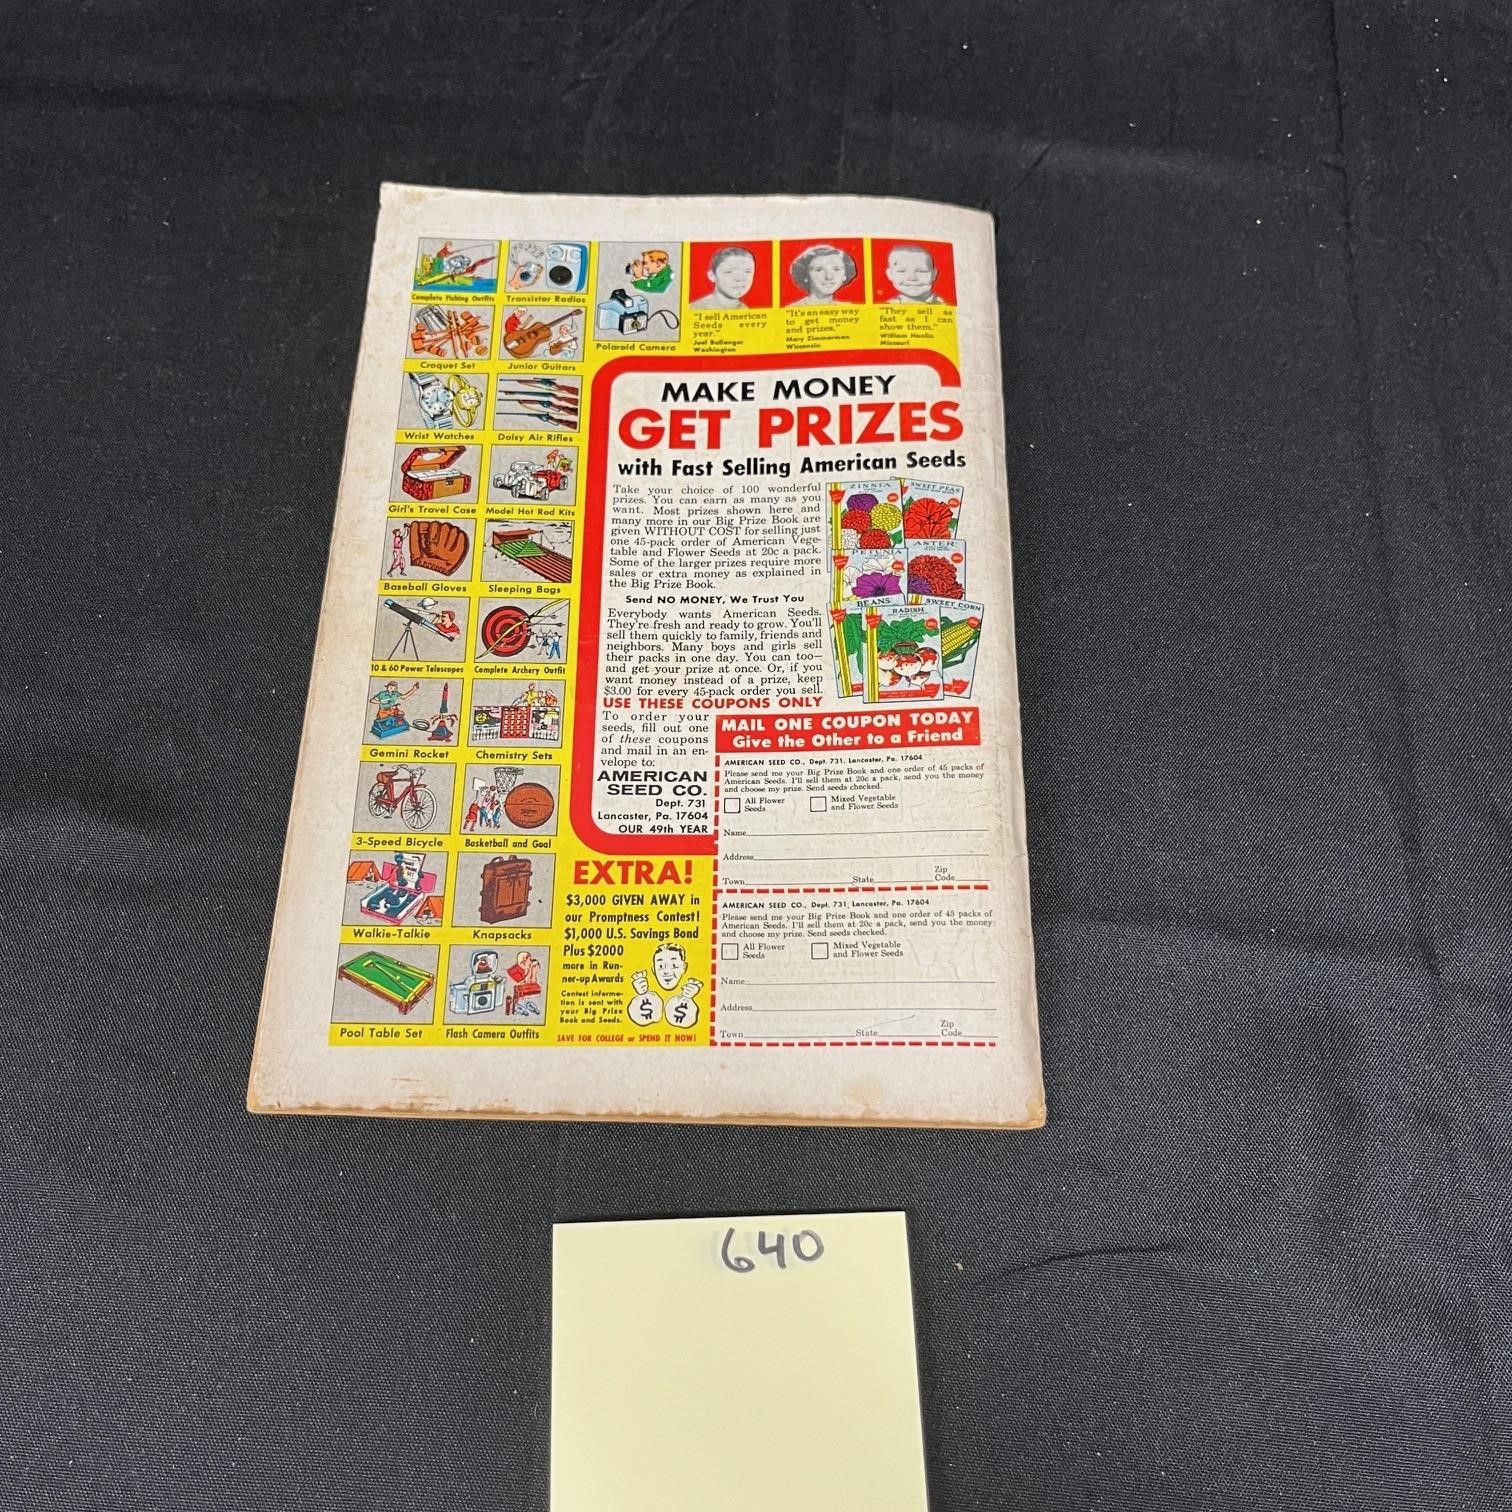 Complete Fishing Outfits
Transistor Radios
Polaroid Camera
Croquet Set
Junior Guitars
Wrist Watches
Daisy Air Rifles
Girl's Travel Case
Model Hot Rod Kits
Baseball Gloves
Sleeping Bags
10 & 60 Power Telescopes
Complete Archery Outfit
Gemini Rocket
Chemistry Sets
3-Speed Bicycle
Basketball and Goal
Walkie-Talkie
Knapsacks
Pool Table Set
Flash Camera Outfits
"I sell American
Seeds every
year."
Joel Ballenger
Washington
"It's an easy way
to get money
and prizes."
Mary Zimmerman
Wisconsin
"They sell as
fast as I can
show them."
William Hanlin
Missouri
MAKE MONEY
GET PRIZES
with Fast Selling American Seeds
Take your choice of 100 wonderful
prizes. You can earn as many as you
want. Most prizes shown here and
many more in our Big Prize Book are
given WITHOUT COST for selling just
one 45-pack order of American Vege-
table and Flower Seeds at 20c a pack.
Some of the larger prizes require more
sales or extra money as explained in
the Big Prize Book.
Send NO MONEY, We Trust You
Everybody wants American Seeds.
They're fresh and ready to grow. You'll
sell them quickly to family, friends and
neighbors. Many boys and girls sell
their packs in one day. You can too—
and get your prize at once. Or, if you
want money instead of a prize, keep
$3.00 for every 45-pack order you sell.
USE THESE COUPONS ONLY
To order your
seeds, fill out one
of these coupons
and mail in an en-
velope to:
AMERICAN
SEED CO.
Dept. 731
Lancaster, Pa. 17604
OUR 49th YEAR
ZINNIA
SWEET PEAS
ASTER
PETUNIA
BEANS
RADISH
SWEET CORN
MAIL ONE COUPON TODAY
Give the Other to a Friend
AMERICAN SEED CO., Dept. 731, Lancaster, Pa. 17604
Please send me your Big Prize Book and one order of 45 packs of
American Seeds. I'll sell them at 20c a pack, send you the money
and choose my prize. Send seeds checked.
All Flower
Seeds
Mixed Vegetable
and Flower Seeds
Name
Address
Town State Zip
Code
AMERICAN SEED CO., Dept. 731, Lancaster, Pa. 17604
Please send me your Big Prize Book and one order of 45 packs of
American Seeds. I'll sell them at 20c a pack, send you the money
and choose my prize. Send seeds checked.
All Flower
Seeds
Mixed Vegetable
and Flower Seeds
Name
Address
Town State Zip
Code
EXTRA!
$3,000 GIVEN AWAY in
our Promptness Contest!
$1,000 U.S. Savings Bond
Plus $2000
more in Run-
ner-up Awards
Contest informa-
tion is sent with
your Big Prize
Book and Seeds.
$ $
SAVE FOR COLLEGE or SPEND IT NOW!
640